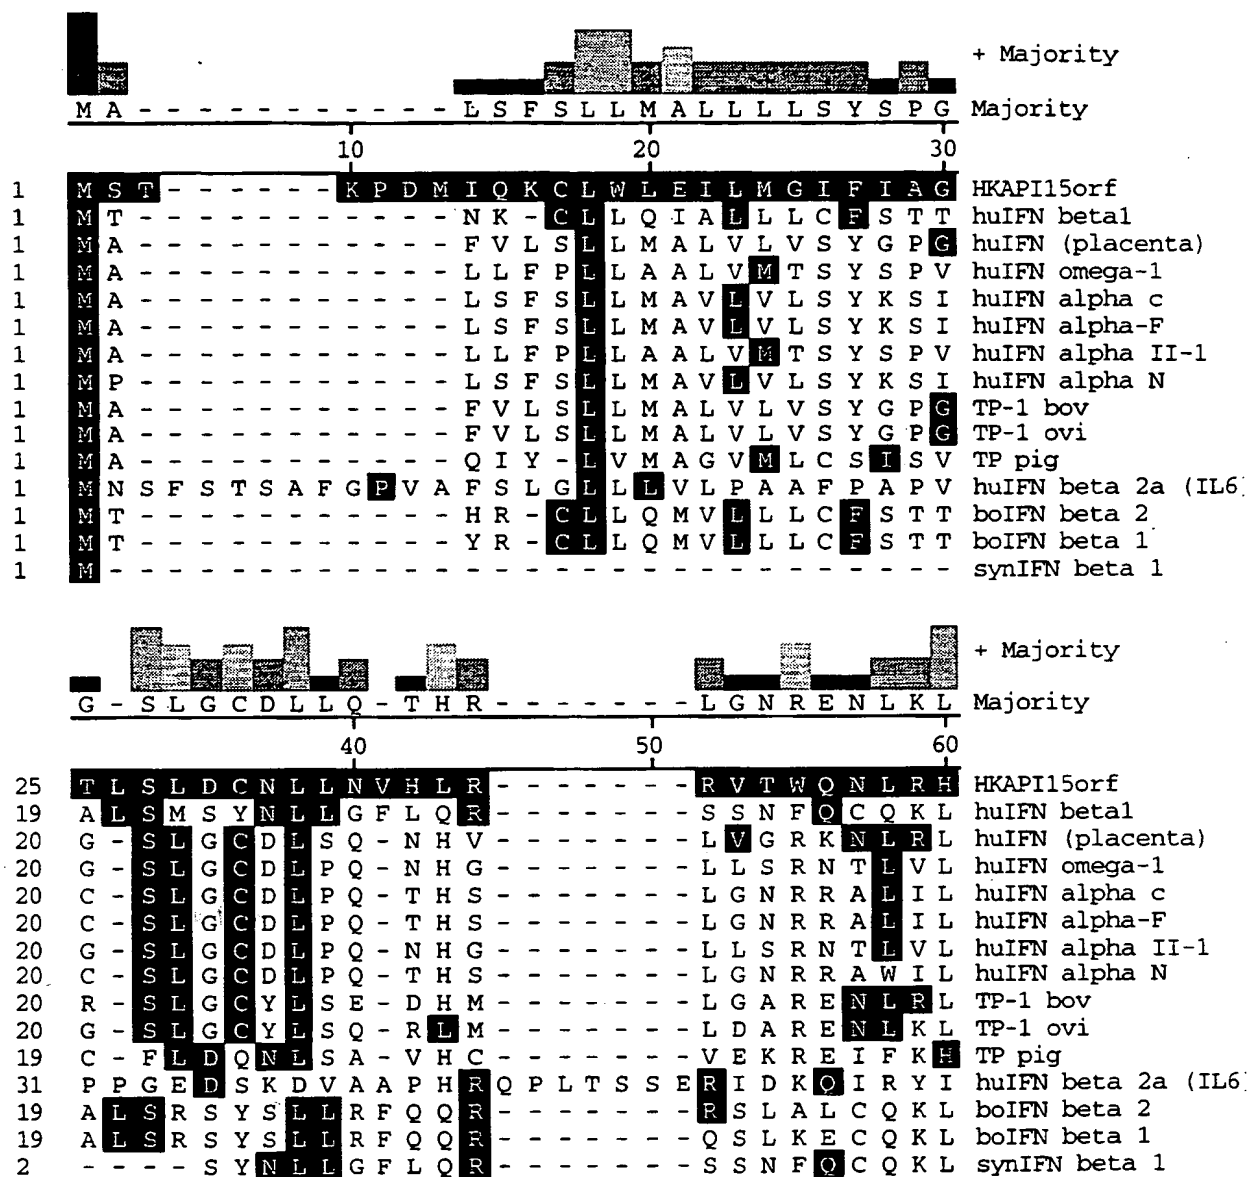 + Majority
M A - - - - - - - - - - - L S F S L L M A L L L L S Y S P G Majority
10 20 30
1 M S T - - - - - - K P D M I Q K C L W L E I L M G I F I A G HKAPI15orf
1 M T - - - - - - - - - - - N K - C L L Q I A L L L C F S T T huIFN beta1
1 M A - - - - - - - - - - - F V L S L L M A L V L V S Y G P G huIFN (placenta)
1 M A - - - - - - - - - - - L L F P L L A A L V M T S Y S P V huIFN omega-1
1 M A - - - - - - - - - - - L S F S L L M A V L V L S Y K S I huIFN alpha c
1 M A - - - - - - - - - - - L S F S L L M A V L V L S Y K S I huIFN alpha-F
1 M A - - - - - - - - - - - L L F P L L A A L V M T S Y S P V huIFN alpha II-1
1 M P - - - - - - - - - - - L S F S L L M A V L V L S Y K S I huIFN alpha N
1 M A - - - - - - - - - - - F V L S L L M A L V L V S Y G P G TP-1 bov
1 M A - - - - - - - - - - - F V L S L L M A L V L V S Y G P G TP-1 ovi
1 M A - - - - - - - - - - - Q I Y - L V M A G V M L C S I S V TP pig
1 M N S F S T S A F G P V A F S L G L L L V L P A A F P A P V huIFN beta 2a (IL6)
1 M T - - - - - - - - - - - H R - C L L Q M V L L L C F S T T boIFN beta 2
1 M T - - - - - - - - - - - Y R - C L L Q M V L L L C F S T T boIFN beta 1
1 M - - - - - - - - - - - - - - - - - - - - - - - - - - - - - synIFN beta 1
+ Majority
G - S L G C D L L Q - T H R - - - - - - - L G N R E N L K L Majority
40 50 60
25 T L S L D C N L L N V H L R - - - - - - - R V T W Q N L R H HKAPI15orf
19 A L S M S Y N L L G F L Q R - - - - - - - S S N F Q C Q K L huIFN beta1
20 G - S L G C D L S Q - N H V - - - - - - - L V G R K N L R L huIFN (placenta)
20 G - S L G C D L P Q - N H G - - - - - - - L L S R N T L V L huIFN omega-1
20 C - S L G C D L P Q - T H S - - - - - - - L G N R R A L I L huIFN alpha c
20 C - S L G C D L P Q - T H S - - - - - - - L G N R R A L I L huIFN alpha-F
20 G - S L G C D L P Q - N H G - - - - - - - L L S R N T L V L huIFN alpha II-1
20 C - S L G C D L P Q - T H S - - - - - - - L G N R R A W I L huIFN alpha N
20 R - S L G C Y L S E - D H M - - - - - - - L G A R E N L R L TP-1 bov
20 G - S L G C Y L S Q - R L M - - - - - - - L D A R E N L K L TP-1 ovi
19 C - F L D Q N L S A - V H C - - - - - - - V E K R E I F K H TP pig
31 P P G E D S K D V A A P H R Q P L T S S E R I D K Q I R Y I huIFN beta 2a (IL6)
19 A L S R S Y S L L R F Q Q R - - - - - - - R S L A L C Q K L boIFN beta 2
19 A L S R S Y S L L R F Q Q R - - - - - - - Q S L K E C Q K L boIFN beta 1
2 - - - - S Y N L L G F L Q R - - - - - - - S S N F Q C Q K L synIFN beta 1